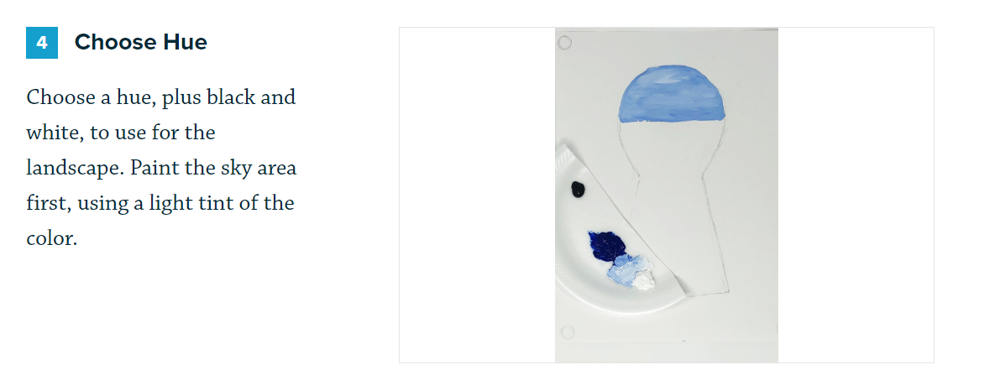 4 Choose Hue
Choose a hue, plus black and
white, to use for the
landscape. Paint the sky area
first, using a light tint of the
color.